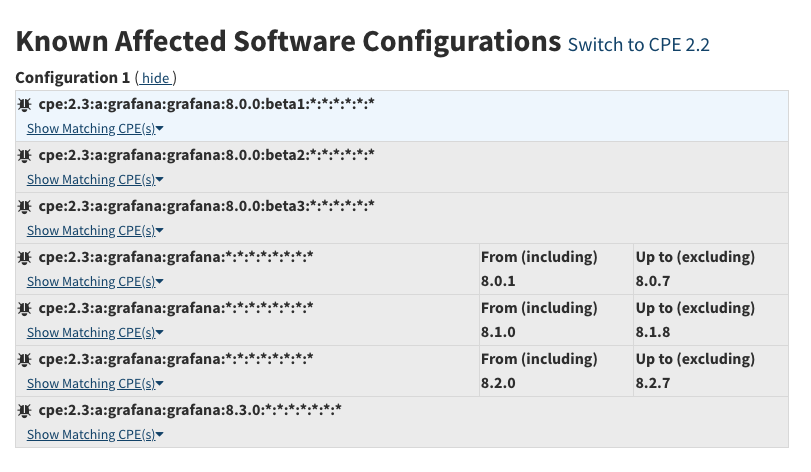 Known Affected Software Configurations Switch to CPE 2.2
Configuration 1 ( hide )
cpe:2.3:a:grafana:grafana:8.0.0:beta1:*:*:*:*:*:*
Show Matching CPE(s)
cpe:2.3:a:grafana:grafana:8.0.0:beta2:*:*:*:*:*:*
Show Matching CPE(s)
cpe:2.3:a:grafana:grafana:8.0.0:beta3:*:*:*:*:*:*
Show Matching CPE(s)
cpe:2.3:a:grafana:grafana:*:*:*:*:*:*:*:* From (including) Up to (excluding)
Show Matching CPE(s) 8.0.1 8.0.7
cpe:2.3:a:grafana:grafana:*:*:*:*:*:*:*:* From (including) Up to (excluding)
Show Matching CPE(s) 8.1.0 8.1.8
cpe:2.3:a:grafana:grafana:*:*:*:*:*:*:*:* From (including) Up to (excluding)
Show Matching CPE(s) 8.2.0 8.2.7
cpe:2.3:a:grafana:grafana:8.3.0:*:*:*:*:*:*:*
Show Matching CPE(s)